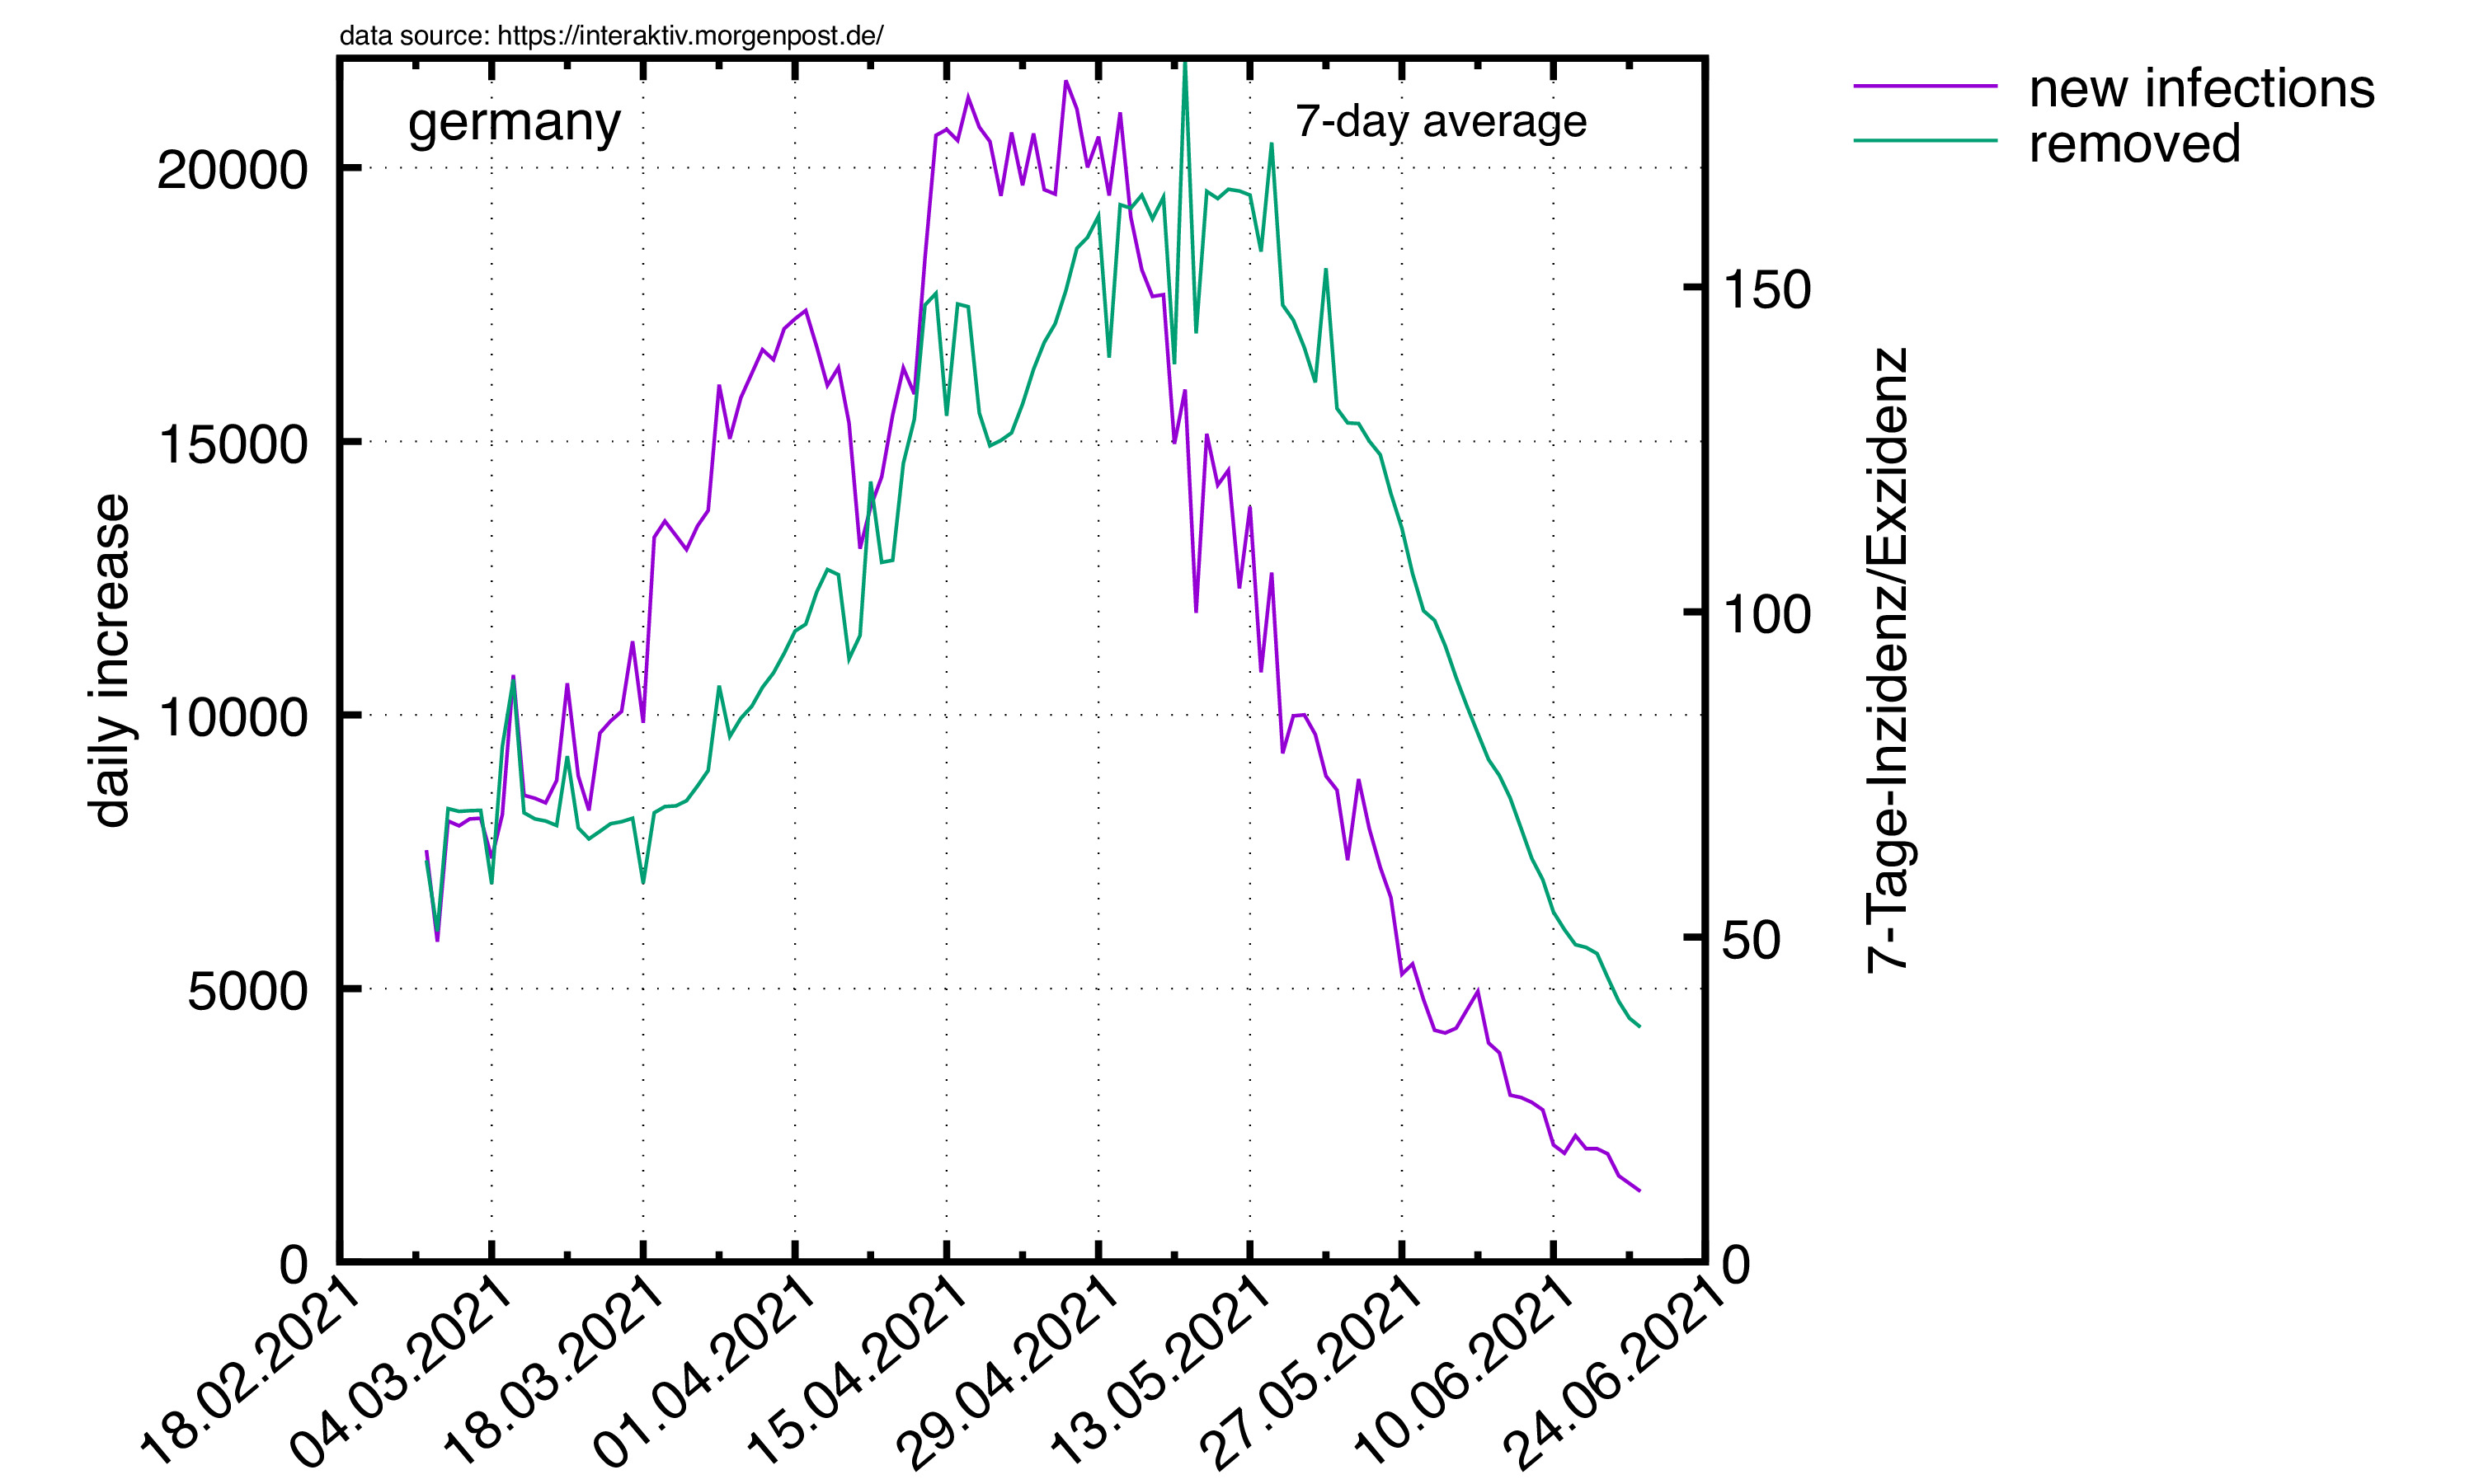 data source: https://interaktiv.morgenpost.de/
germany
7-day average
new infections
removed
daily increase
20000
15000
10000
5000
0
150
100
50
0
7-Tage-Inzidenz/Exzidenz
18.02.2021
04.03.2021
18.03.2021
01.04.2021
15.04.2021
29.04.2021
13.05.2021
27.05.2021
10.06.2021
24.06.2021